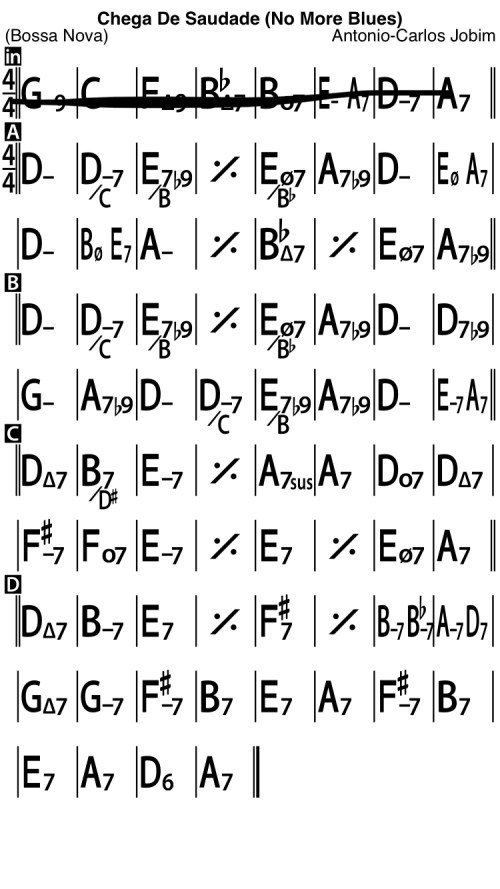 Chega De Saudade (No More Blues)
(Bossa Nova) Antonio-Carlos Jobim
in
4/4 G-9 C E B♭Δ7 Bo7 E- A7 D-7 A7
A
4/4 D- D-7/C E7♭9/B 𝄎 Eø7/B♭ A7♭9 D- Eø A7
D- Bø E7 A- 𝄎 B♭Δ7 𝄎 Eø7 A7♭9
B
D- D-7/C E7♭9/B 𝄎 Eø7/B♭ A7♭9 D- D7♭9
G- A7♭9 D- D-7/C E7♭9/B A7♭9 D- E-7 A7
C
DΔ7 B7/D# E-7 𝄎 A7sus A7 Do7 DΔ7
F#-7 Fo7 E-7 𝄎 E7 𝄎 Eø7 A7
D
DΔ7 B-7 E7 𝄎 F#7 𝄎 B-7 B♭-7 A-7 D7
GΔ7 G-7 F#-7 B7 E7 A7 F#-7 B7
E7 A7 D6 A7